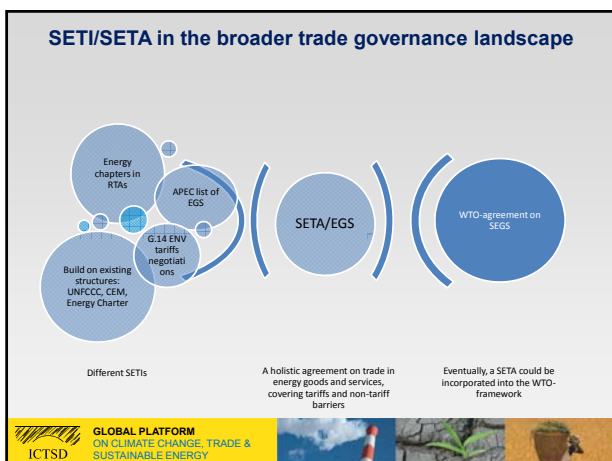 SETI/SETA in the broader trade governance landscape
Energy
chapters in
RTAs
APEC list of
EGS
G.14 ENV
tariffs
negotiati
ons
Build on existing
structures:
UNFCCC, CEM,
Energy Charter
SETA/EGS
WTO-agreement on
SEGS
Different SETIs
A holistic agreement on trade in
energy goods and services,
covering tariffs and non-tariff
barriers
Eventually, a SETA could be
incorporated into the WTO-
framework
ICTSD
GLOBAL PLATFORM
ON CLIMATE CHANGE, TRADE &
SUSTAINABLE ENERGY